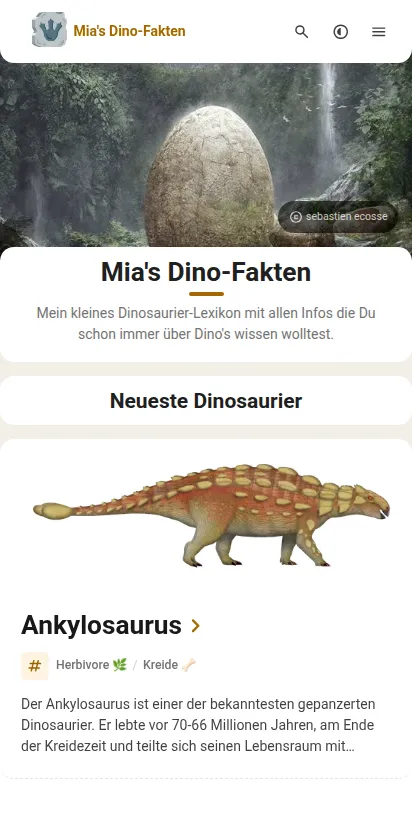 Mia's Dino-Fakten
© sebastien ecosse
Mia's Dino-Fakten
Mein kleines Dinosaurier-Lexikon mit allen Infos die Du
schon immer über Dino's wissen wolltest.
Neueste Dinosaurier
Ankylosaurus
# Herbivore 🌿 / Kreide 🦴
Der Ankylosaurus ist einer der bekanntesten gepanzerten
Dinosaurier. Er lebte vor 70-66 Millionen Jahren, am Ende
der Kreidezeit und teilte sich seinen Lebensraum mit…